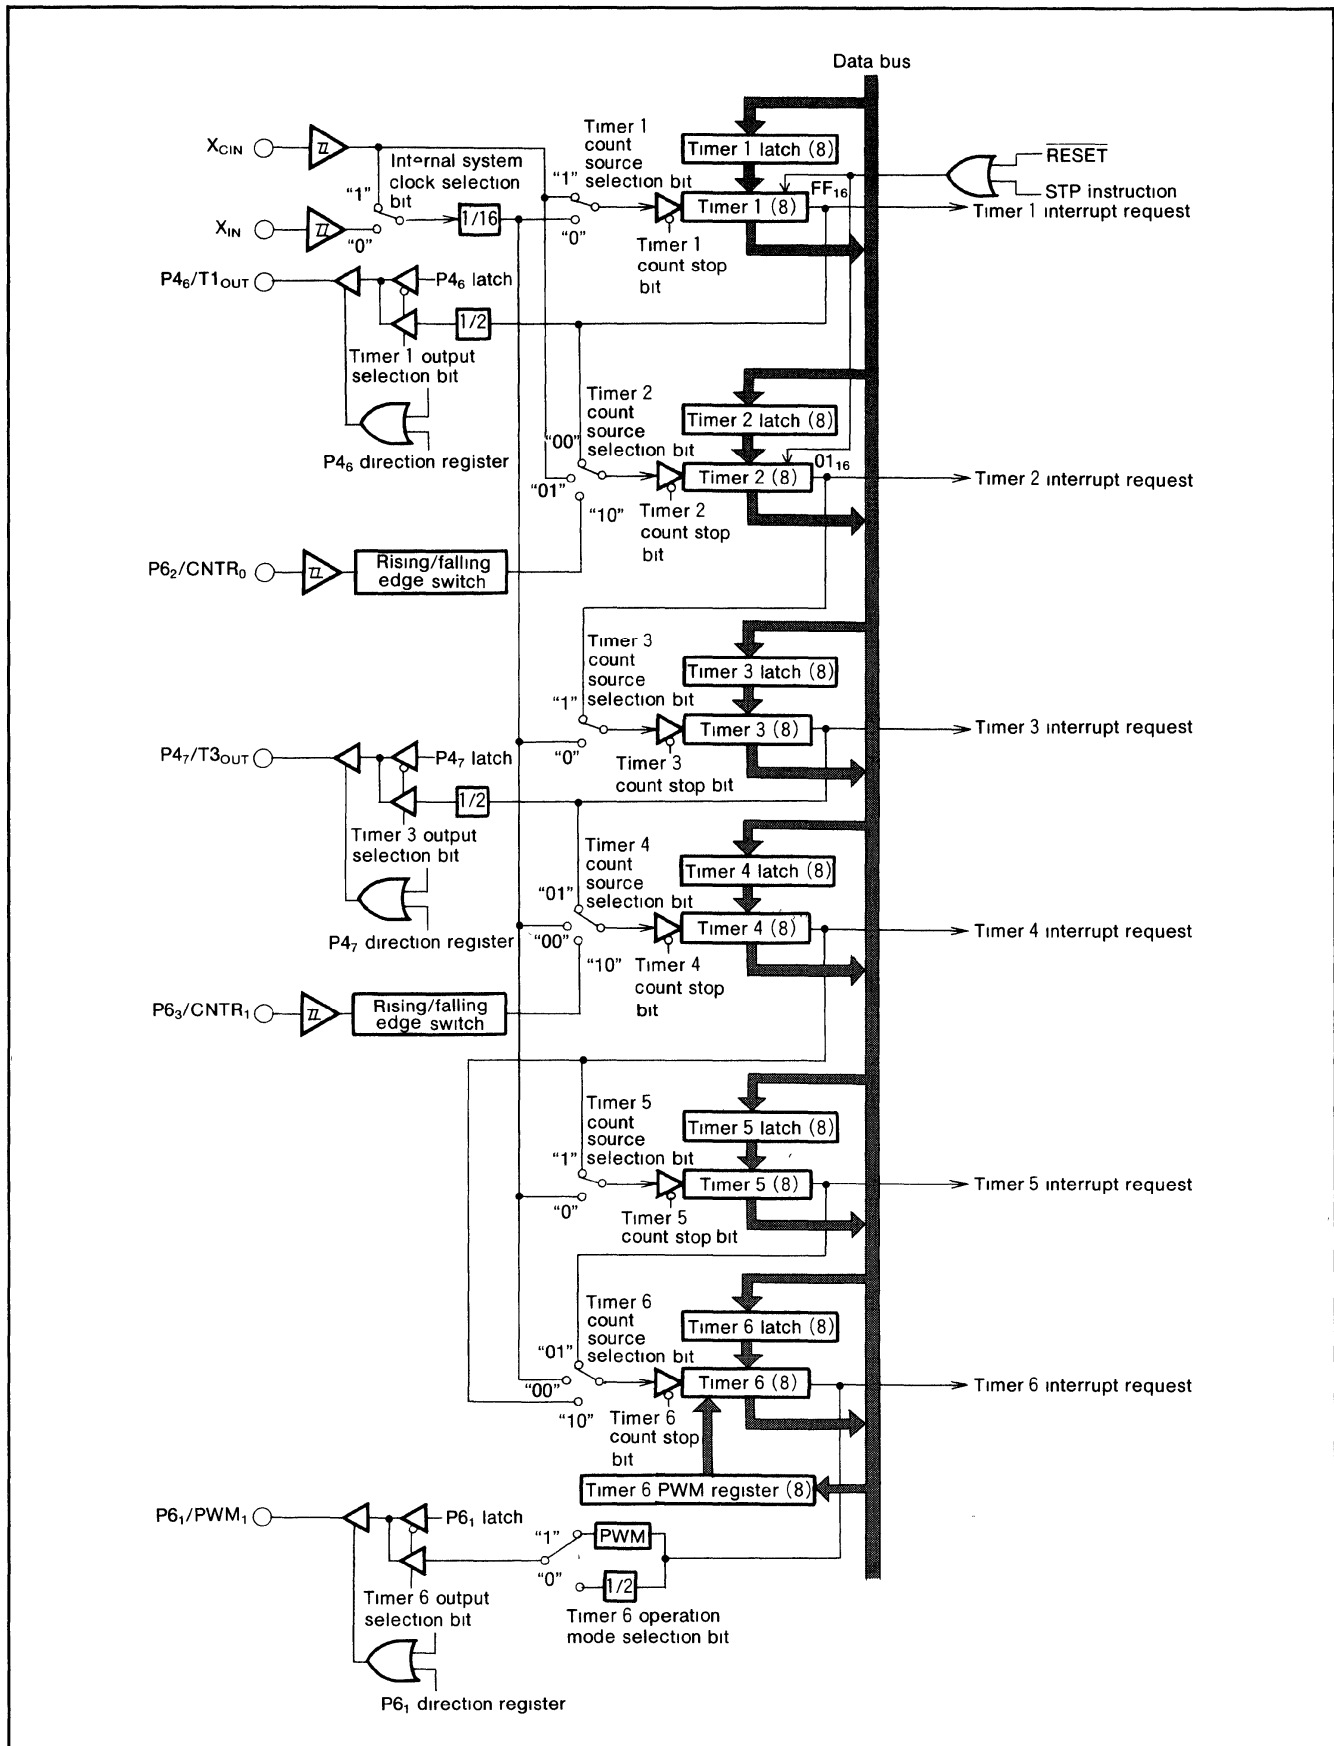 Data bus
X_CIN
Internal system
clock selection
bit
"1"
"0"
X_IN
1/16
Timer 1
count
source
selection bit
"1"
"0"
Timer 1 latch (8)
Timer 1 (8)
FF₁₆
RESET
STP instruction
Timer 1 interrupt request
Timer 1
count stop
bit
P4₆/T1_OUT
P4₆ latch
1/2
Timer 1 output
selection bit
P4₆ direction register
Timer 2
count
source
selection bit
"00"
"01"
"10"
Timer 2 latch (8)
Timer 2 (8)
01₁₆
Timer 2 interrupt request
Timer 2
count stop
bit
P6₂/CNTR₀
Rising/falling
edge switch
Timer 3
count
source
selection bit
"1"
"0"
Timer 3 latch (8)
Timer 3 (8)
Timer 3 interrupt request
Timer 3
count stop bit
P4₇/T3_OUT
P4₇ latch
1/2
Timer 3 output
selection bit
P4₇ direction register
Timer 4
count
source
selection bit
"01"
"00"
"10"
Timer 4 latch (8)
Timer 4 (8)
Timer 4 interrupt request
Timer 4
count stop
bit
P6₃/CNTR₁
Rising/falling
edge switch
Timer 5
count
source
selection bit
"1"
"0"
Timer 5 latch (8)
Timer 5 (8)
Timer 5 interrupt request
Timer 5
count stop bit
Timer 6
count
source
selection bit
"01"
"00"
"10"
Timer 6 latch (8)
Timer 6 (8)
Timer 6 interrupt request
Timer 6
count stop
bit
Timer 6 PWM register (8)
P6₁/PWM₁
P6₁ latch
"1"
PWM
"0"
1/2
Timer 6 output
selection bit
Timer 6 operation
mode selection bit
P6₁ direction register